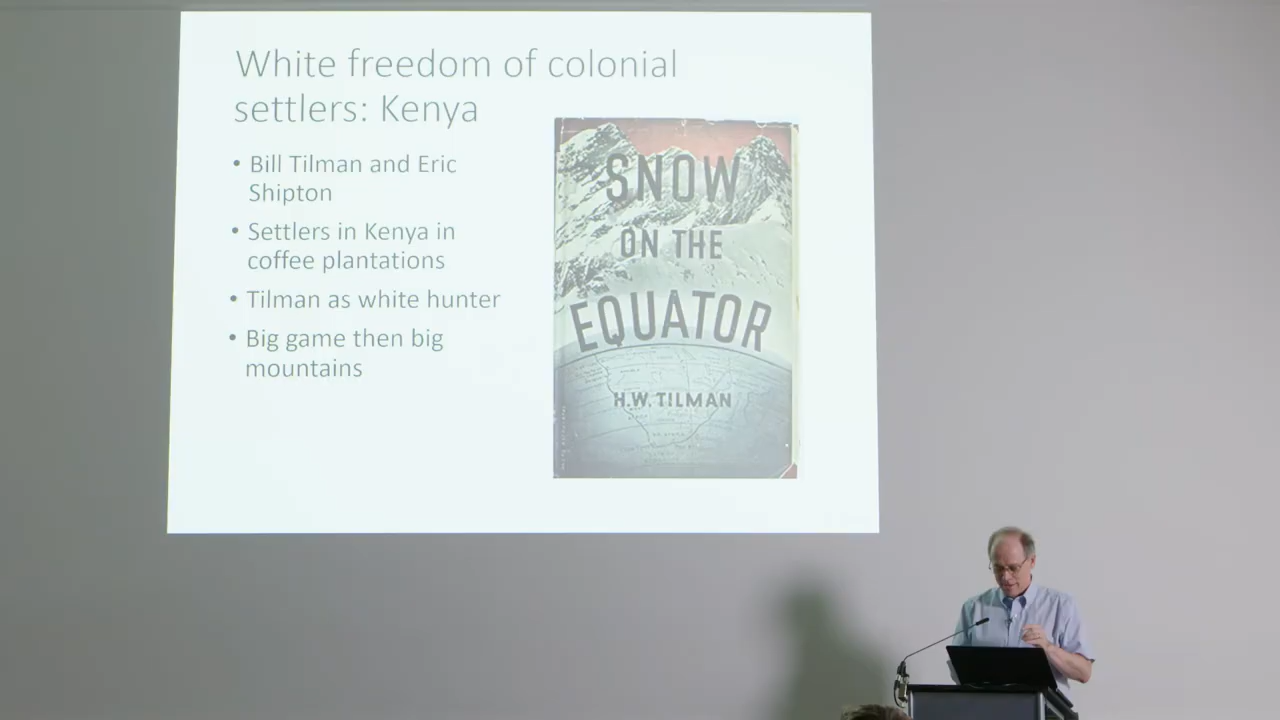 White freedom of colonial
settlers: Kenya
• Bill Tilman and Eric
Shipton
• Settlers in Kenya in
coffee plantations
• Tilman as white hunter
• Big game then big
mountains
SNOW
ON THE
EQUATOR
H.W. TILMAN